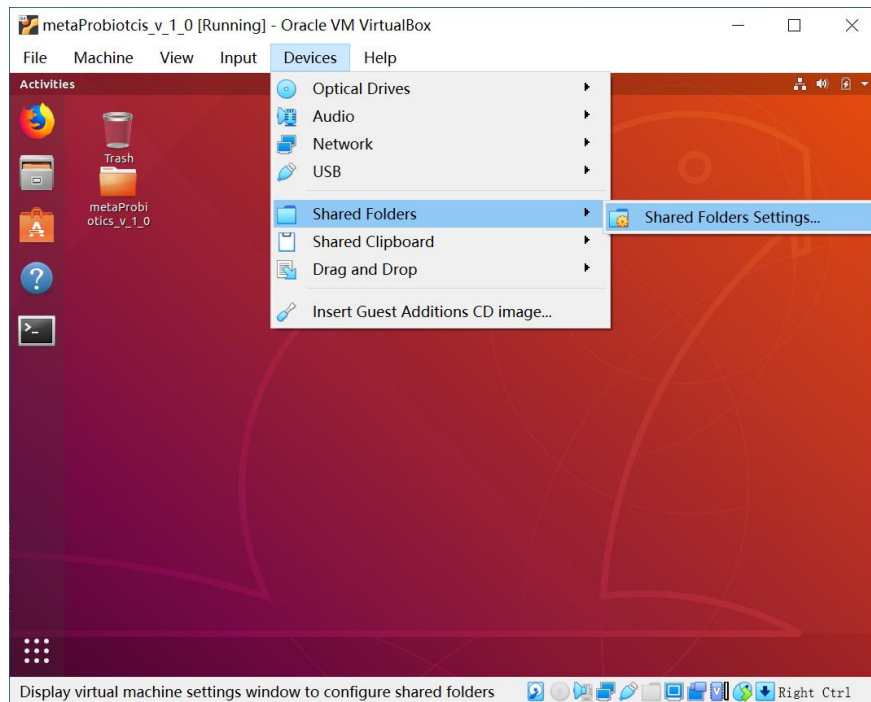 metaProbiotcis_v_1_0 [Running] - Oracle VM VirtualBox
File Machine View Input Devices Help
Activities
Optical Drives
Audio
Network
USB
Shared Folders
Shared Folders Settings...
Shared Clipboard
Drag and Drop
Insert Guest Additions CD image...
Trash
metaProbi
otics_v_1_0
Display virtual machine settings window to configure shared folders Right Ctrl